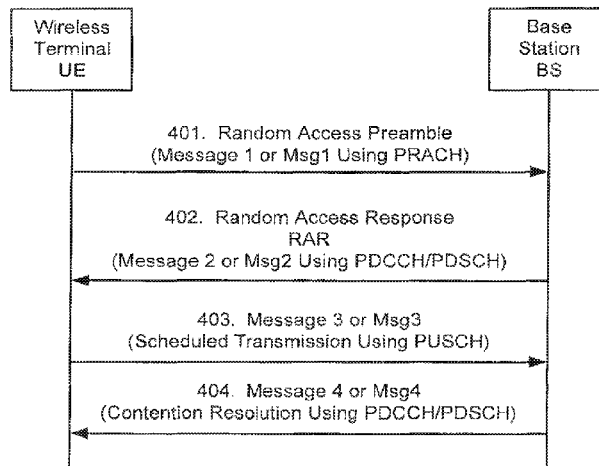 Wireless
Terminal
UE
Base
Station
BS
401. Random Access Preamble
(Message 1 or Msg1 Using PRACH)
402. Random Access Response
RAR
(Message 2 or Msg2 Using PDCCH/PDSCH)
403. Message 3 or Msg3
(Scheduled Transmission Using PUSCH)
404. Message 4 or Msg4
(Contention Resolution Using PDCCH/PDSCH)